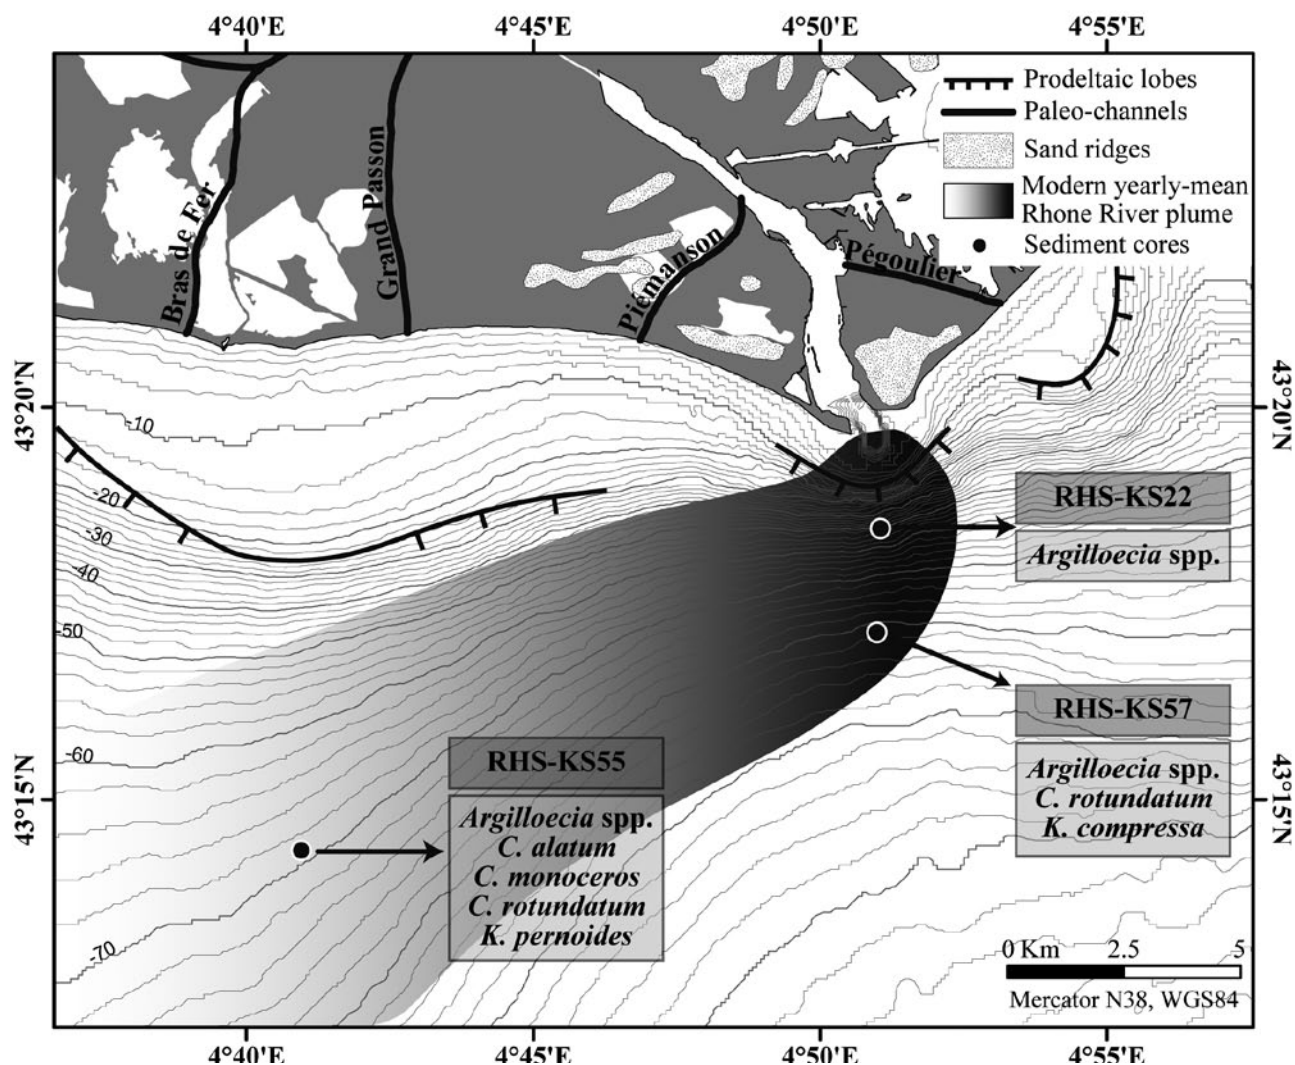 4°40'E 4°45'E 4°50'E 4°55'E
Prodeltaic lobes
Paleo-channels
Sand ridges
Modern yearly-mean
Rhone River plume
Sediment cores
Bras de Fer
Grand Passon
Piémanson
Pégoulier
43°20'N
43°20'N
-10
-20
-30
-40
-50
-60
-70
RHS-KS22
Argilloecia spp.
RHS-KS57
Argilloecia spp.
C. rotundatum
K. compressa
RHS-KS55
Argilloecia spp.
C. alatum
C. monoceros
C. rotundatum
K. pernoides
43°15'N
43°15'N
0 Km 2.5 5
Mercator N38, WGS84
4°40'E 4°45'E 4°50'E 4°55'E